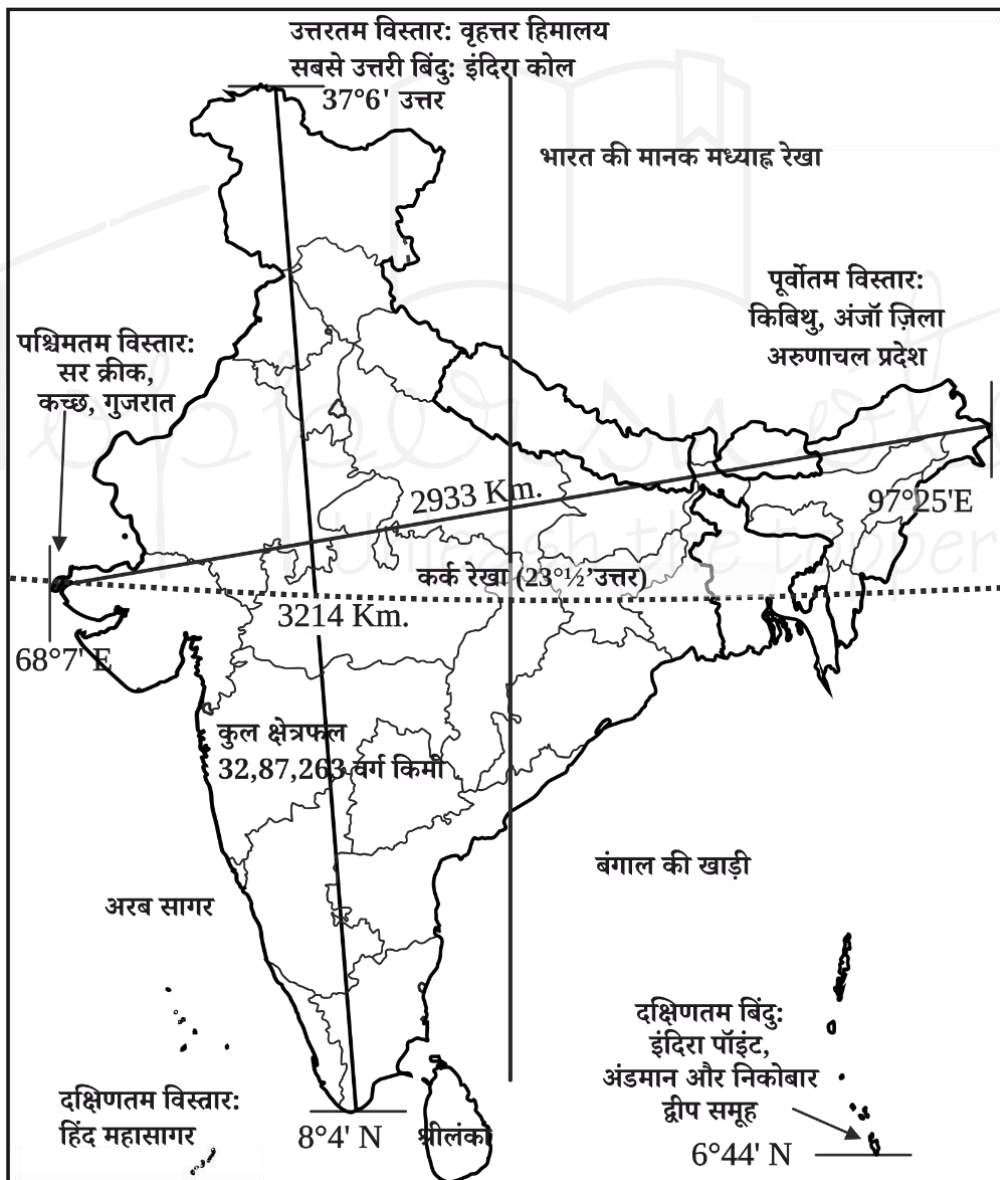 उत्तरतम विस्तार: वृहत्तर हिमालय
सबसे उत्तरी बिंदु: इंदिरा कोल
37°6' उत्तर
भारत की मानक मध्याह्न रेखा
पूर्वोतम विस्तार:
किबिथु, अंजॉ ज़िला
अरुणाचल प्रदेश
पश्चिमतम विस्तार:
सर क्रीक,
कच्छ, गुजरात
2933 Km.
97°25'E
कर्क रेखा (23°½’उत्तर)
3214 Km.
68°7' E
कुल क्षेत्रफल
32,87,263 वर्ग किमी
बंगाल की खाड़ी
अरब सागर
दक्षिणतम बिंदु:
इंदिरा पॉइंट,
अंडमान और निकोबार
द्वीप समूह
6°44' N
दक्षिणतम विस्तार:
हिंद महासागर
8°4' N
श्रीलंका
Unleash the topper